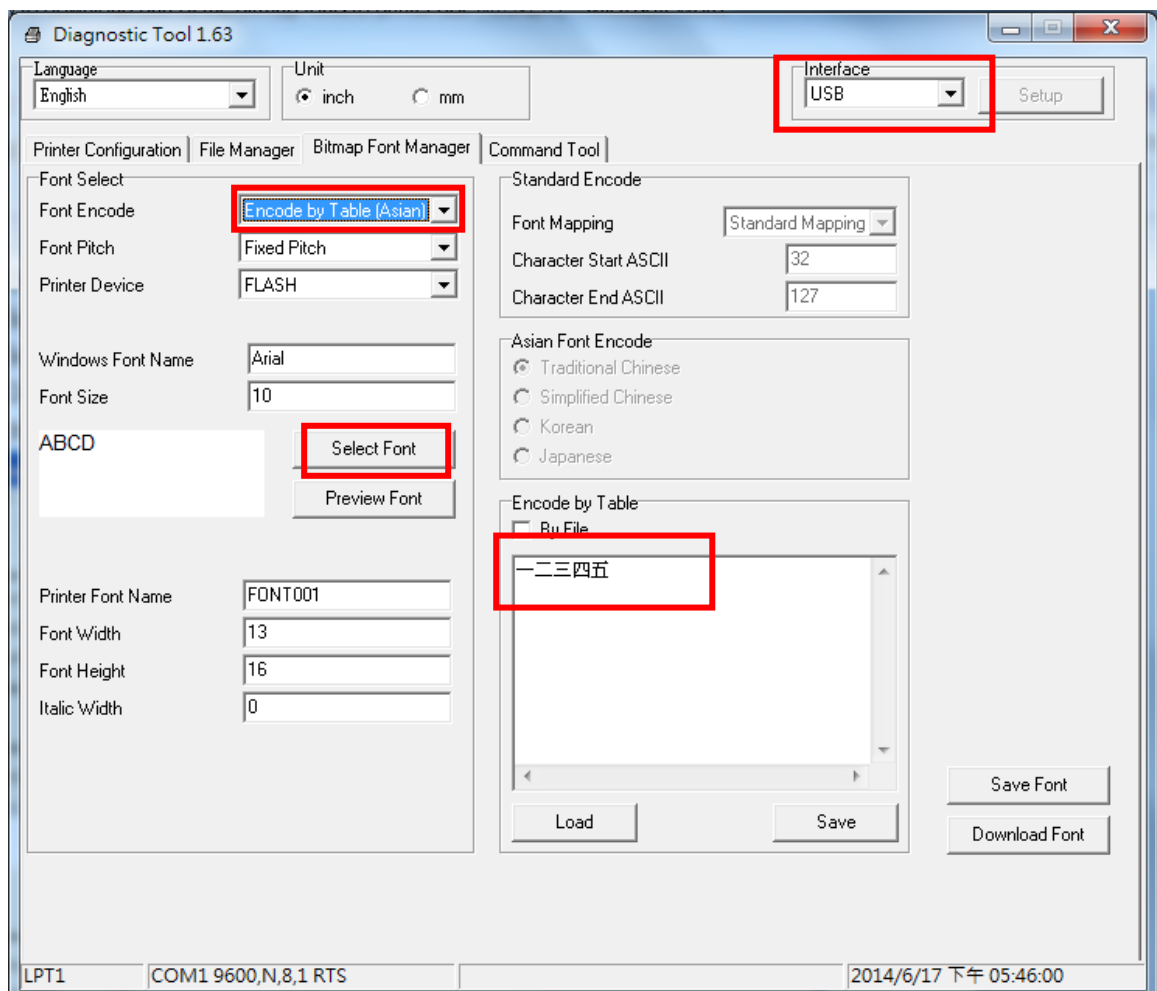 Diagnostic Tool 1.63
Language
English
Unit
inch
mm
Interface
USB
Setup
Printer Configuration
File Manager
Bitmap Font Manager
Command Tool
Font Select
Font Encode
Encode by Table (Asian)
Font Pitch
Fixed Pitch
Printer Device
FLASH
Windows Font Name
Arial
Font Size
10
ABCD
Select Font
Preview Font
Printer Font Name
FONT001
Font Width
13
Font Height
16
Italic Width
0
Standard Encode
Font Mapping
Standard Mapping
Character Start ASCII
32
Character End ASCII
127
Asian Font Encode
Traditional Chinese
Simplified Chinese
Korean
Japanese
Encode by Table
By File
一二三四五
Load
Save
Save Font
Download Font
LPT1
COM1 9600,N,8,1 RTS
2014/6/17 下午 05:46:00